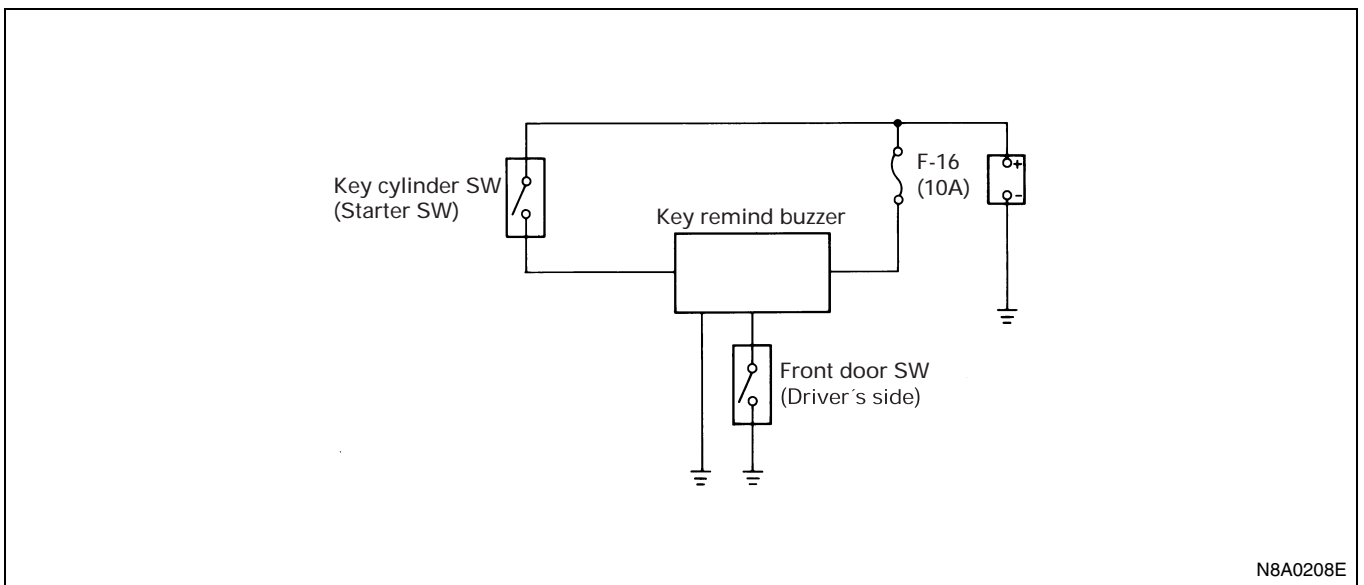 Key cylinder SW
(Starter SW)
F-16
(10A)
+
-
Key remind buzzer
Front door SW
(Driver´s side)
N8A0208E